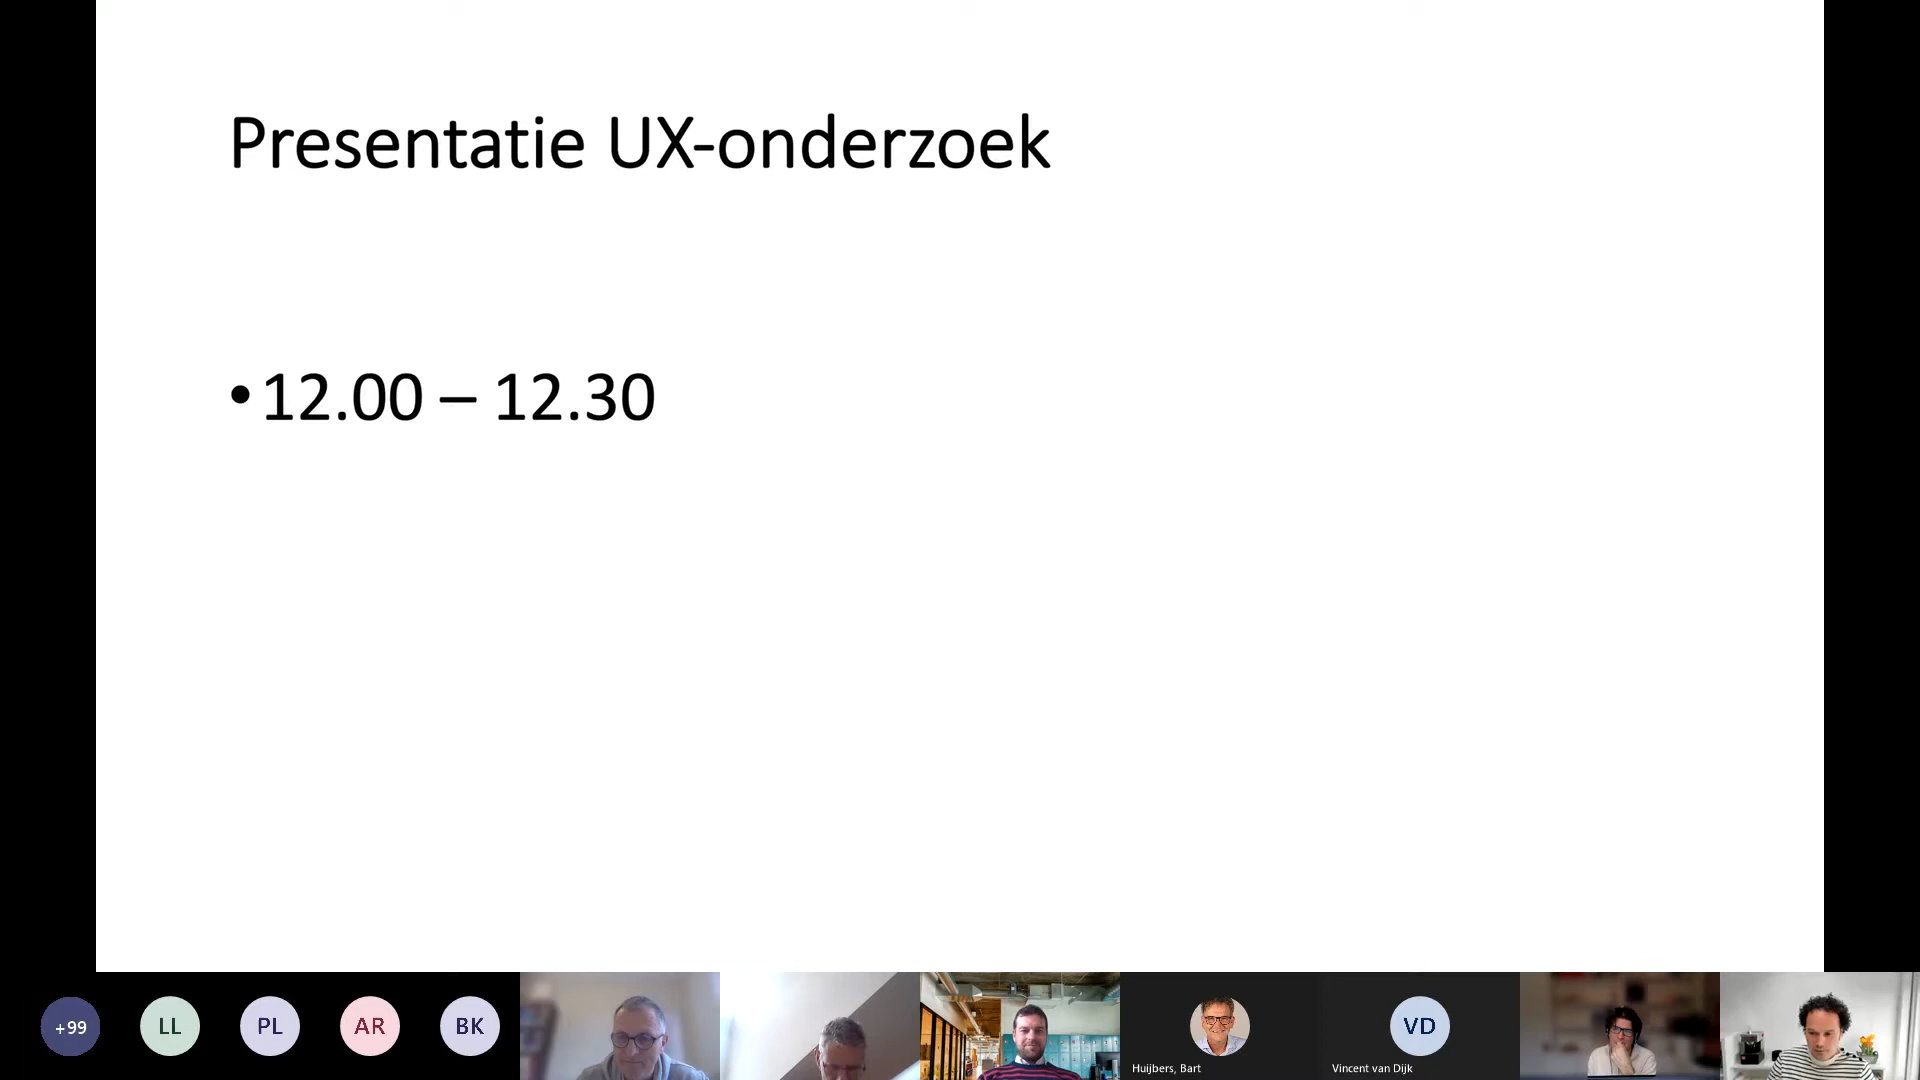 Presentatie UX-onderzoek
• 12.00 – 12.30
+99
LL
PL
AR
BK
VD
Huijbers, Bart
Vincent van Dijk